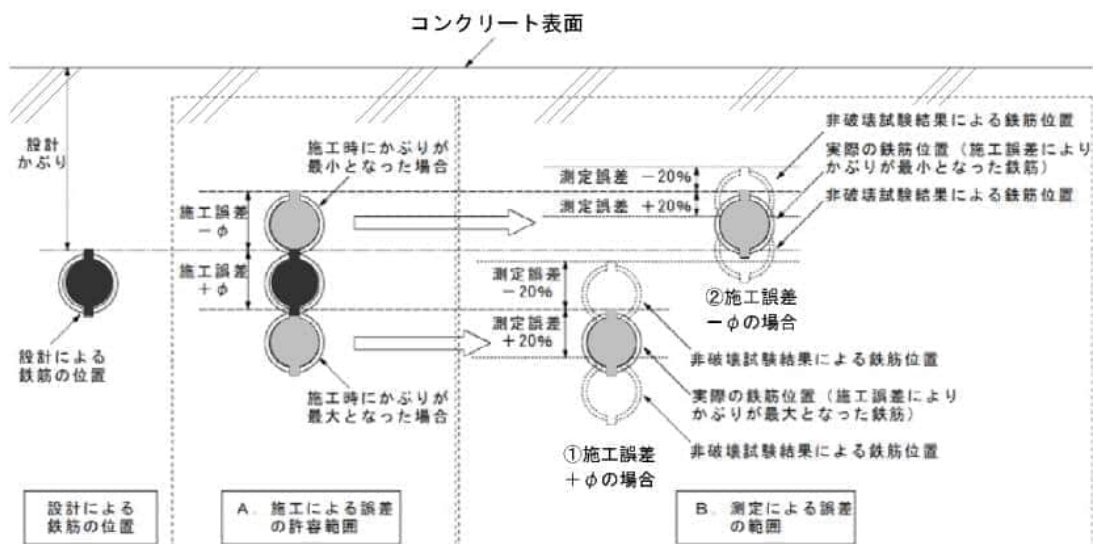 コンクリート表面
設計
かぶり
設計による
鉄筋の位置
施工時にかぶりが
最小となった場合
施工誤差
－φ
施工誤差
＋φ
施工時にかぶりが
最大となった場合
測定誤差 －20%
測定誤差 ＋20%
非破壊試験結果による鉄筋位置
実際の鉄筋位置（施工誤差により
かぶりが最小となった鉄筋）
非破壊試験結果による鉄筋位置
測定誤差
－20%
測定誤差
＋20%
②施工誤差
－φの場合
非破壊試験結果による鉄筋位置
実際の鉄筋位置（施工誤差により
かぶりが最大となった鉄筋）
非破壊試験結果による鉄筋位置
①施工誤差
＋φの場合
設計による
鉄筋の位置
A．施工による誤差
の許容範囲
B．測定による誤差
の範囲